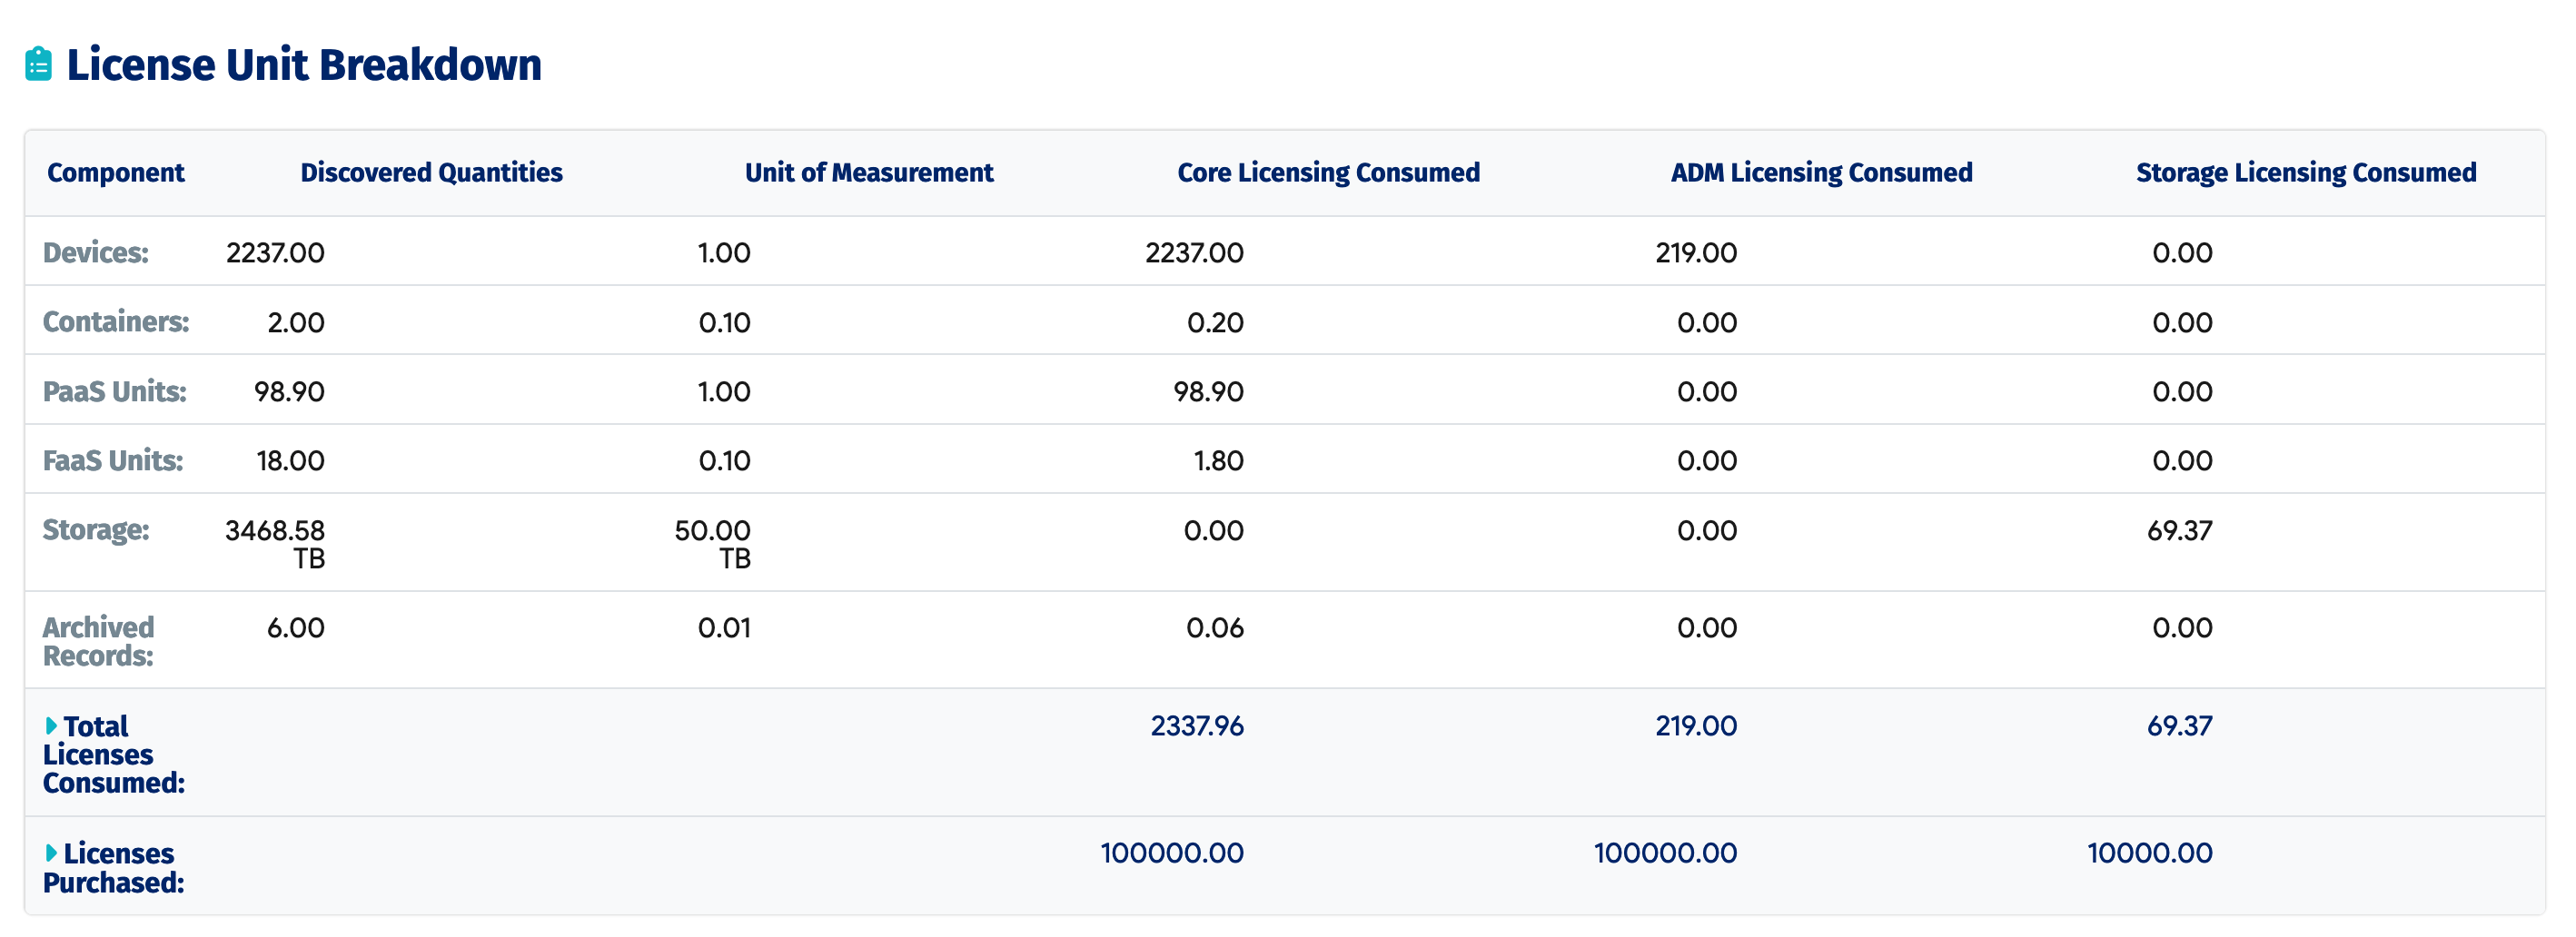 License Unit Breakdown
Component Discovered Quantities Unit of Measurement Core Licensing Consumed ADM Licensing Consumed Storage Licensing Consumed
Devices: 2237.00 1.00 2237.00 219.00 0.00
Containers: 2.00 0.10 0.20 0.00 0.00
PaaS Units: 98.90 1.00 98.90 0.00 0.00
FaaS Units: 18.00 0.10 1.80 0.00 0.00
Storage: 3468.58 50.00 0.00 0.00 69.37
TB TB
Archived 6.00 0.01 0.06 0.00 0.00
Records:
Total 2337.96 219.00 69.37
Licenses
Consumed:
Licenses 100000.00 100000.00 10000.00
Purchased: